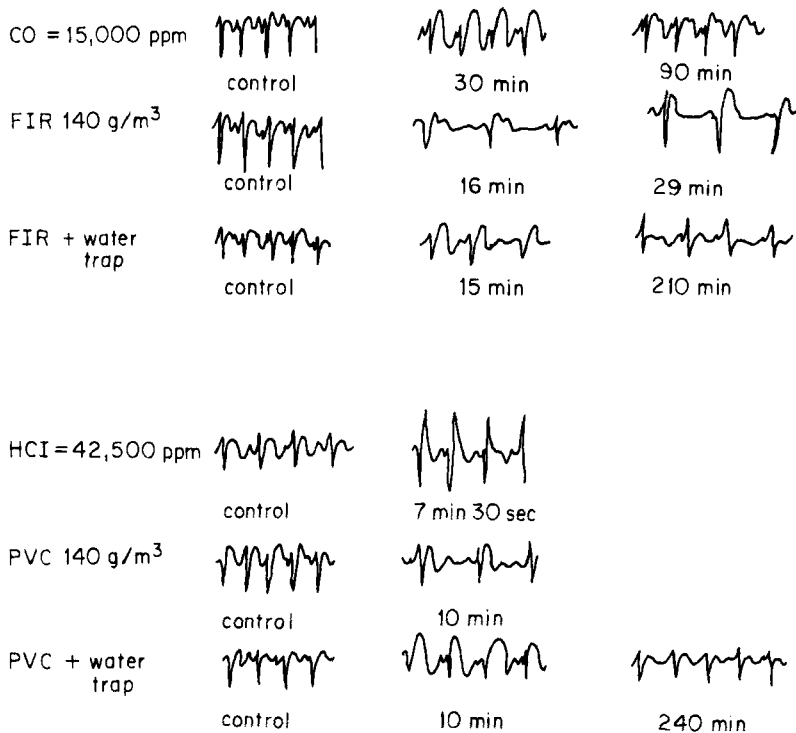 CO = 15,000 ppm
control
30 min
90 min
FIR 140 g/m³
control
16 min
29 min
FIR + water
trap
control
15 min
210 min
HCl = 42,500 ppm
control
7 min 30 sec
PVC 140 g/m³
control
10 min
PVC + water
trap
control
10 min
240 min